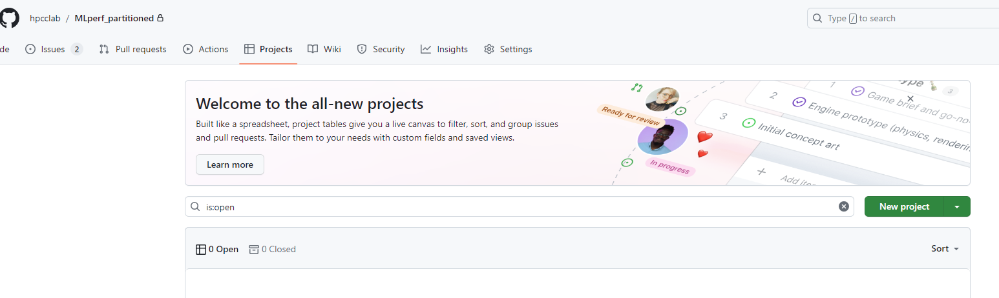 hpcclab / MLperf_partitioned
Type / to search
de Issues 2 Pull requests Actions Projects Wiki Security Insights Settings
Welcome to the all-new projects
Built like a spreadsheet, project tables give you a live canvas to filter, sort, and group issues
and pull requests. Tailor them to your needs with custom fields and saved views.
Learn more
Ready for review
In progress
ype 3
1 Game brief and go-no-
2 Engine prototype (physics, renderin
3 Initial concept art
+ Add ite
is:open
New project
0 Open 0 Closed
Sort